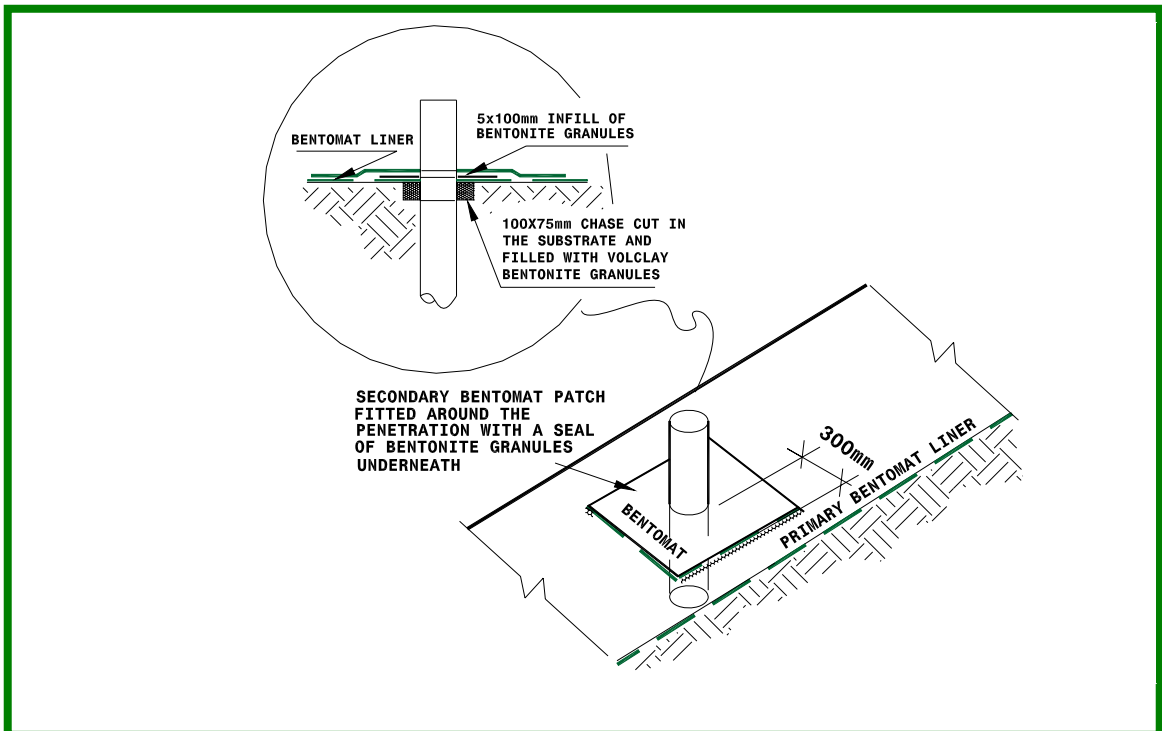 5x100mm INFILL OF
BENTONITE GRANULES
BENTOMAT LINER
100X75mm CHASE CUT IN
THE SUBSTRATE AND
FILLED WITH VOLCLAY
BENTONITE GRANULES
SECONDARY BENTOMAT PATCH
FITTED AROUND THE
PENETRATION WITH A SEAL
OF BENTONITE GRANULES
UNDERNEATH
300mm
BENTOMAT
PRIMARY BENTOMAT LINER